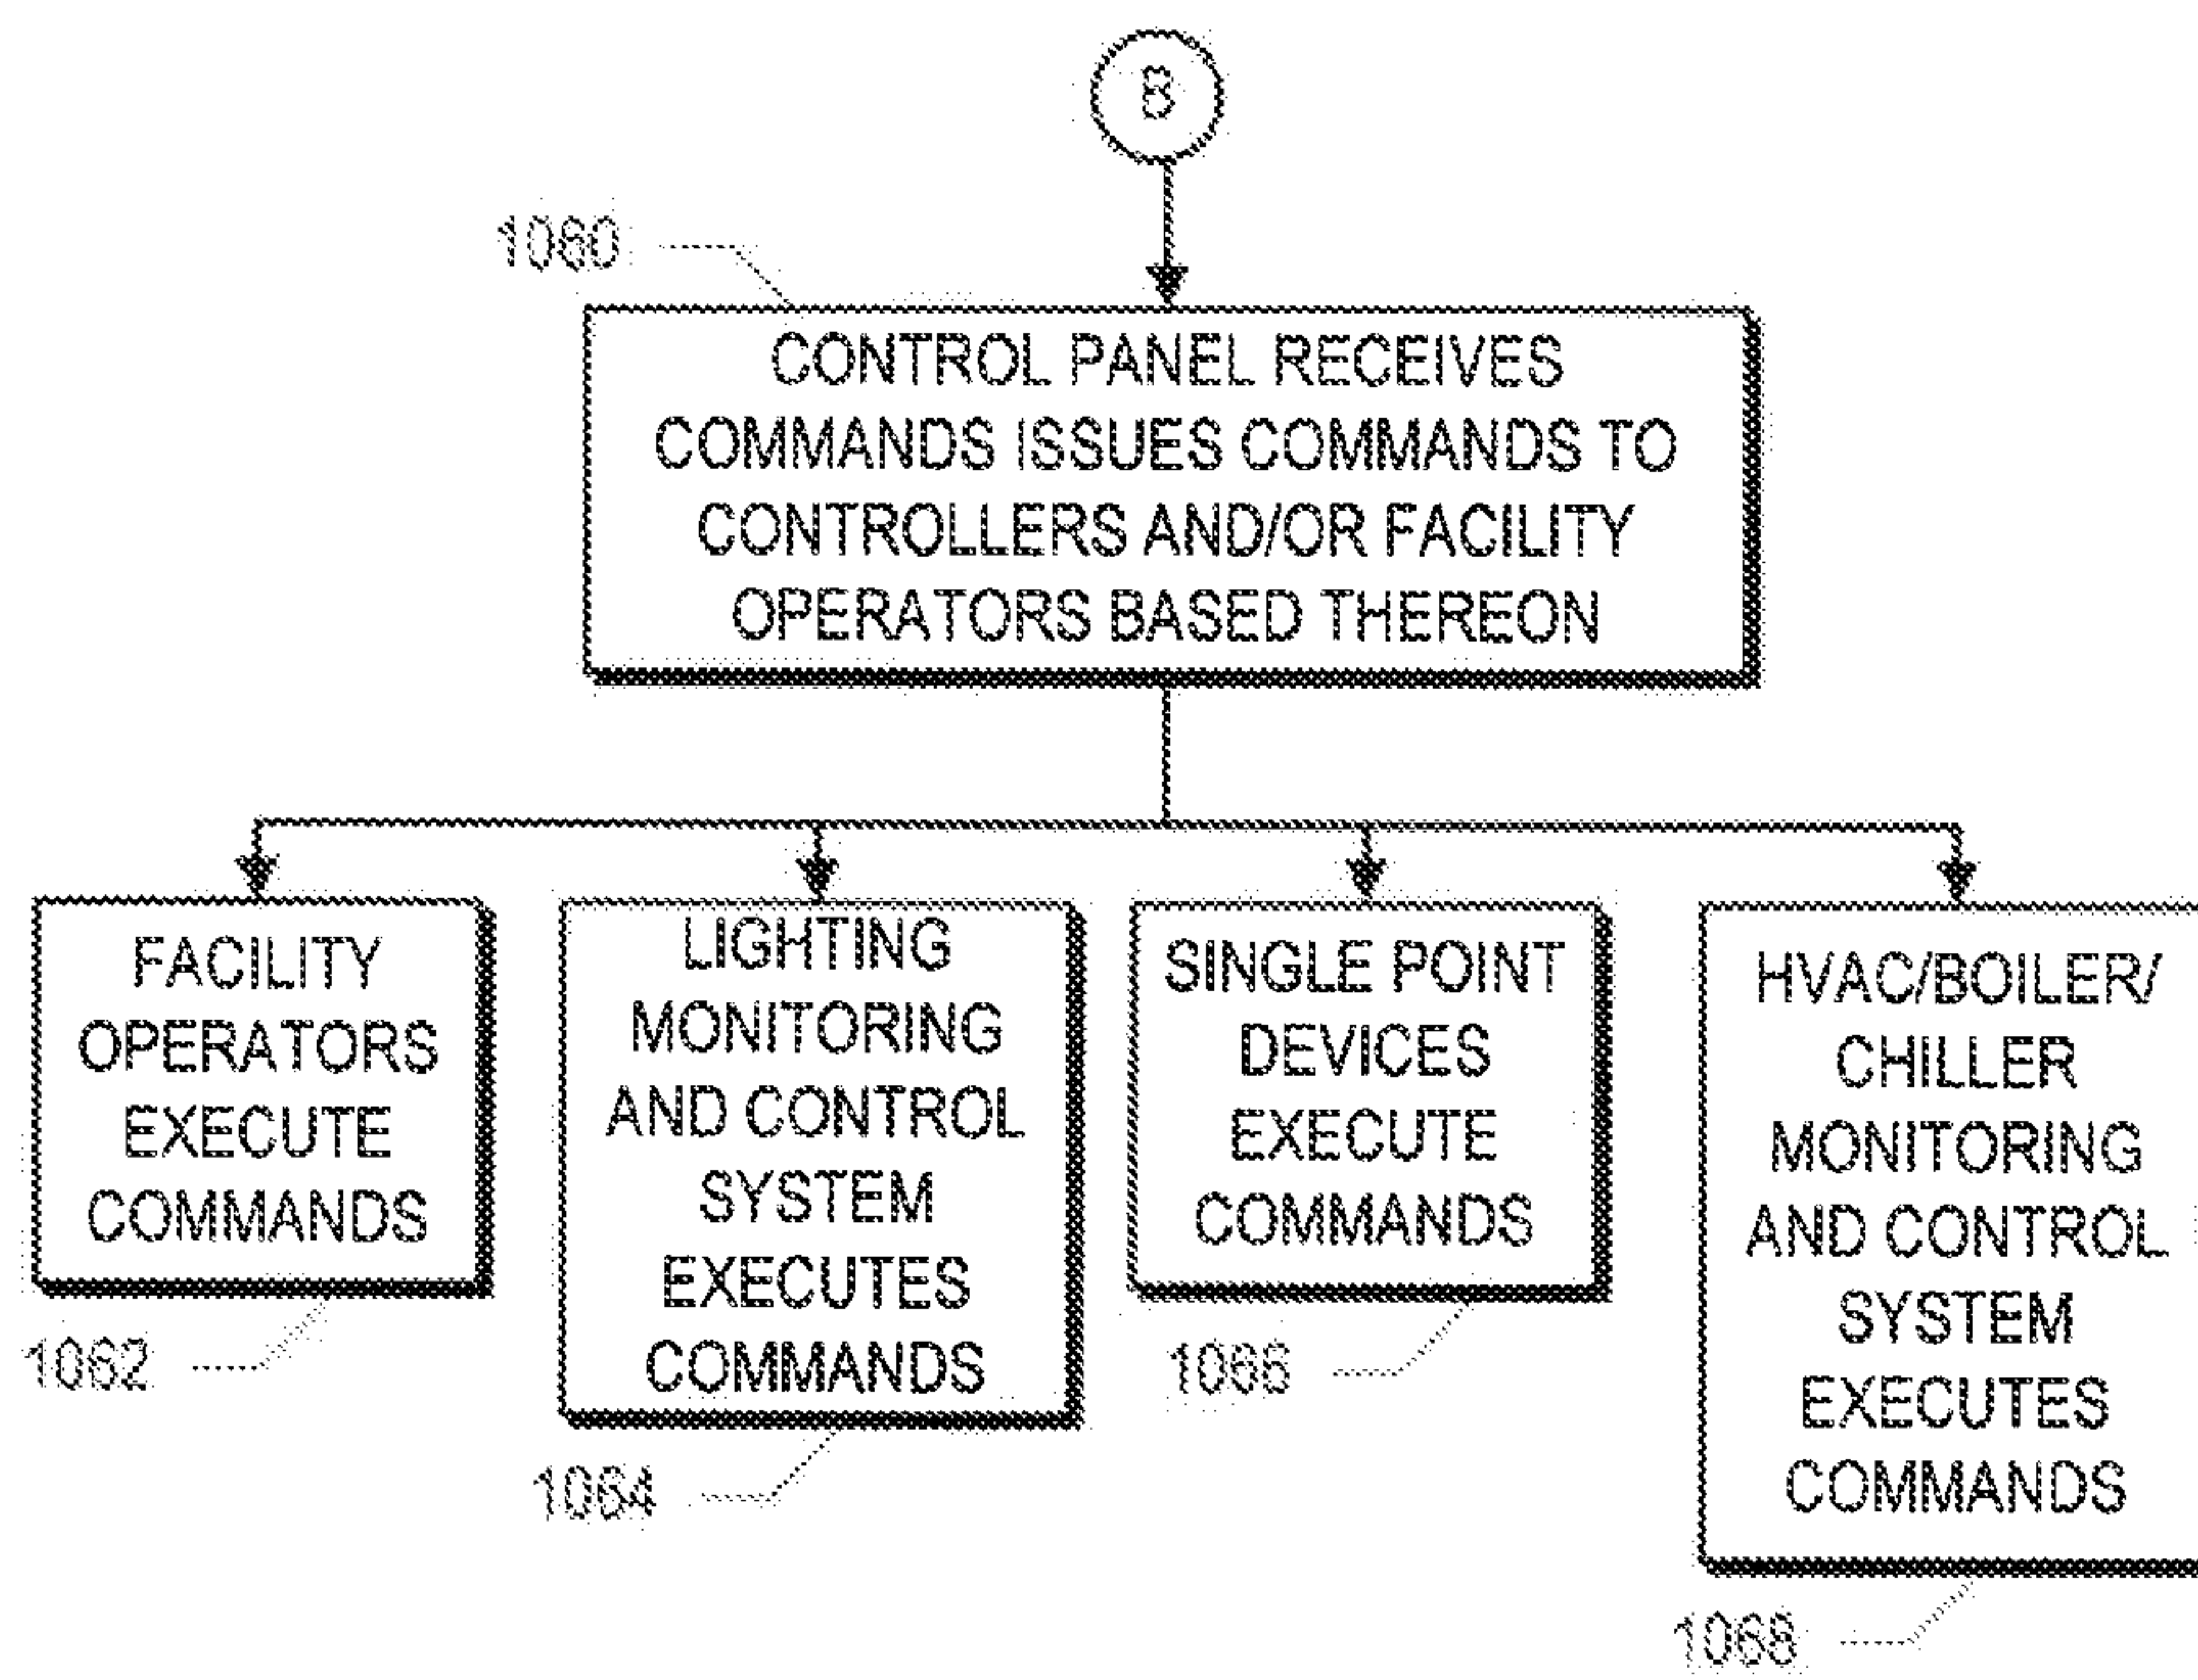 B
1060
CONTROL PANEL RECEIVES
COMMANDS ISSUES COMMANDS TO
CONTROLLERS AND/OR FACILITY
OPERATORS BASED THEREON
FACILITY
OPERATORS
EXECUTE
COMMANDS
1062
LIGHTING
MONITORING
AND CONTROL
SYSTEM
EXECUTES
COMMANDS
1064
SINGLE POINT
DEVICES
EXECUTE
COMMANDS
1066
HVAC/BOILER/
CHILLER
MONITORING
AND CONTROL
SYSTEM
EXECUTES
COMMANDS
1068